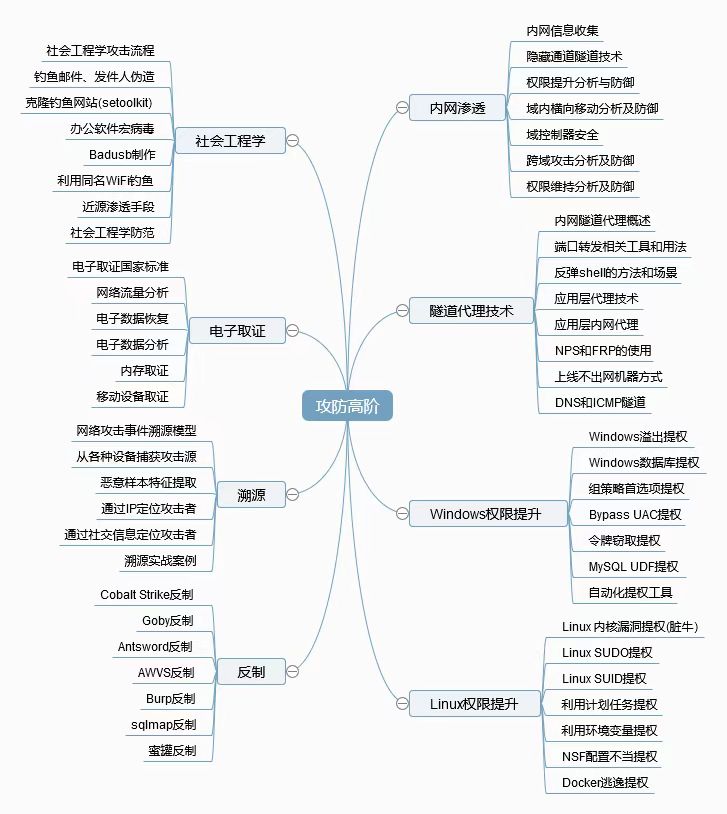 攻防高阶
社会工程学
社会工程学攻击流程
钓鱼邮件、发件人伪造
克隆钓鱼网站(setoolkit)
办公软件宏病毒
Badusb制作
利用同名WiFi钓鱼
近源渗透手段
社会工程学防范
电子取证
电子取证国家标准
网络流量分析
电子数据恢复
电子数据分析
内存取证
移动设备取证
溯源
网络攻击事件溯源模型
从各种设备捕获攻击源
恶意样本特征提取
通过IP定位攻击者
通过社交信息定位攻击者
溯源实战案例
反制
Cobalt Strike反制
Goby反制
Antsword反制
AWVS反制
Burp反制
sqlmap反制
蜜罐反制
内网渗透
内网信息收集
隐藏通道隧道技术
权限提升分析与防御
域内横向移动分析及防御
域控制器安全
跨域攻击分析及防御
权限维持分析及防御
隧道代理技术
内网隧道代理概述
端口转发相关工具和用法
反弹shell的方法和场景
应用层代理技术
应用层内网代理
NPS和FRP的使用
上线不出网机器方式
DNS和ICMP隧道
Windows权限提升
Windows溢出提权
Windows数据库提权
组策略首选项提权
Bypass UAC提权
令牌窃取提权
MySQL UDF提权
自动化提权工具
Linux权限提升
Linux 内核漏洞提权(脏牛)
Linux SUDO提权
Linux SUID提权
利用计划任务提权
利用环境变量提权
NSF配置不当提权
Docker逃逸提权